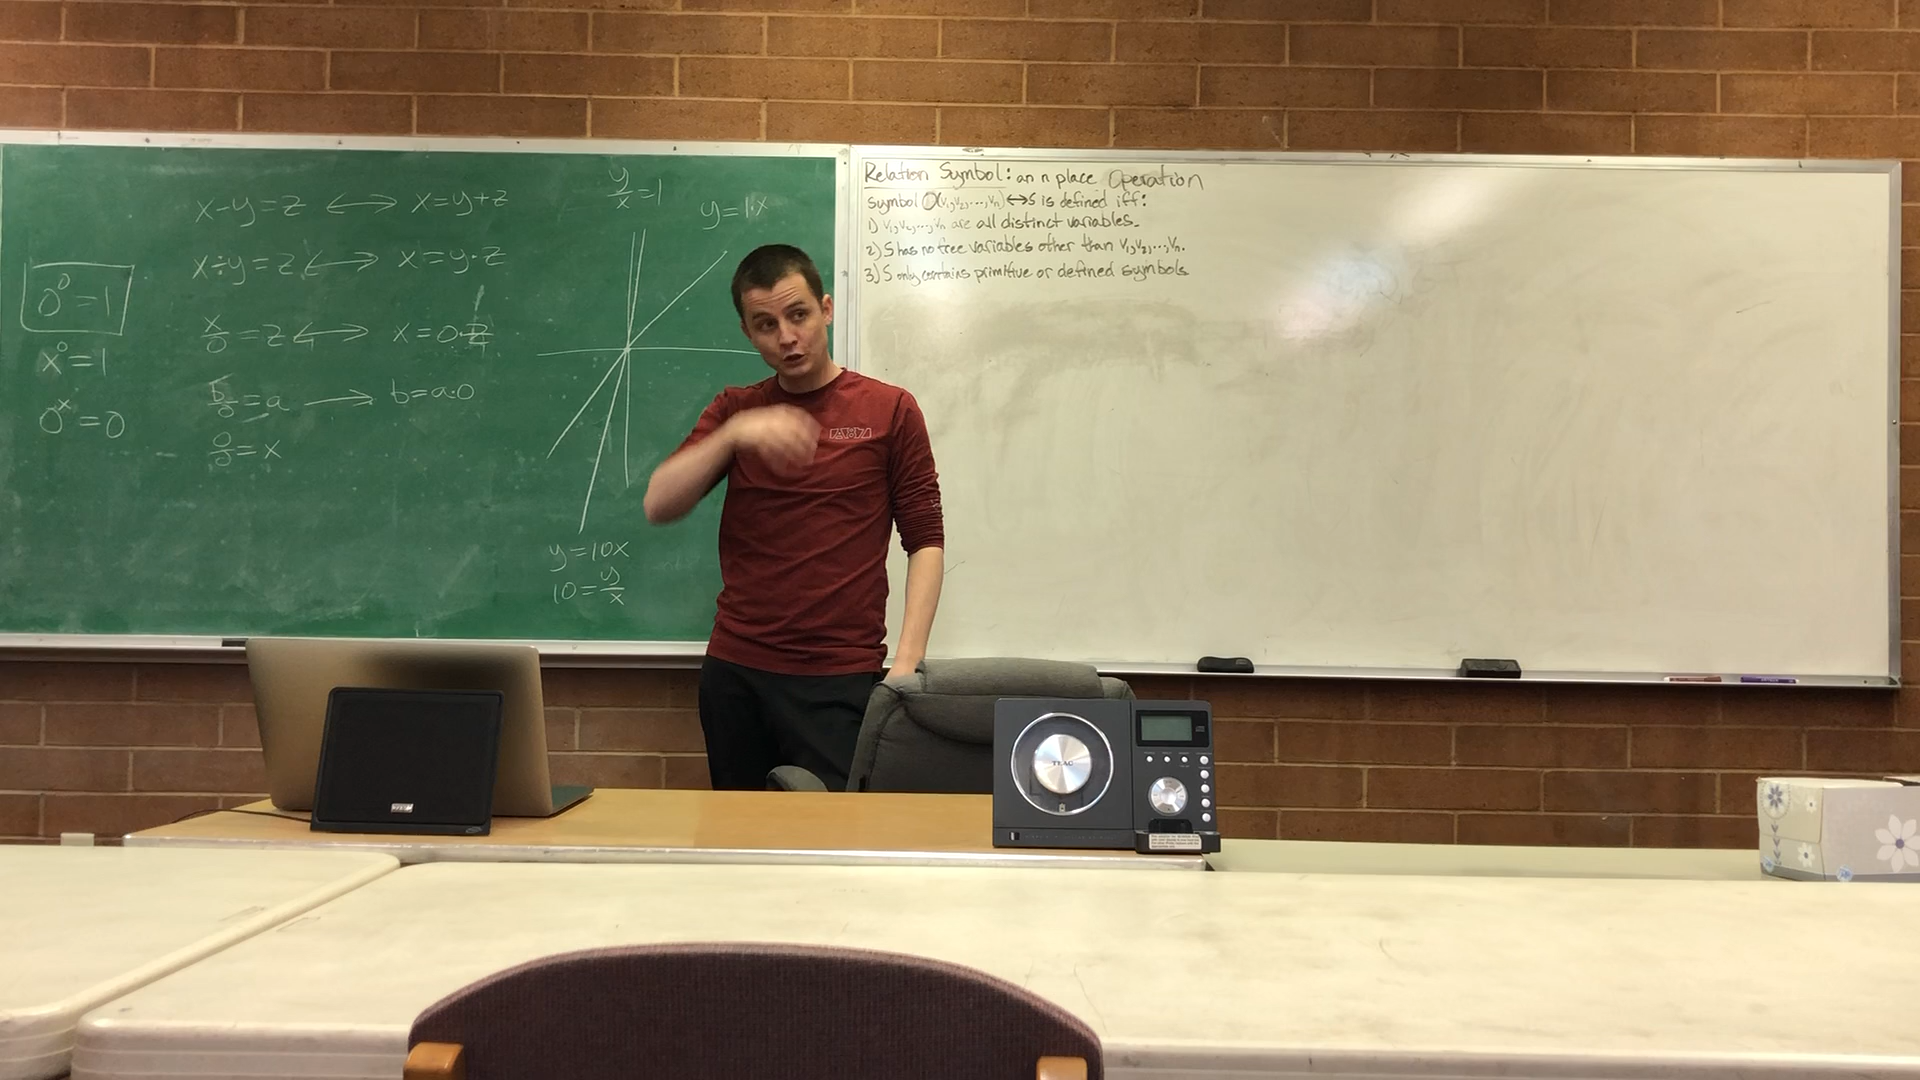 0⁰=1
x⁰=1
0ˣ=0
x-y=z ⟷ x=y+z
x÷y=z ⟷ x=y·z
x/0=z ⟷ x=0·z
b/0=a ⟶ b=a·0
0/0=x
y/x=1
y=1·x
y=10x
10=y/x
Relation Symbol: an n place Operation
symbol O(v₁,v₂,...,vₙ)↔S is defined iff:
1) v₁,v₂,...,vₙ are all distinct variables.
2) S has no free variables other than v₁,v₂,...,vₙ.
3) S only contains primitive or defined symbols
TEAC